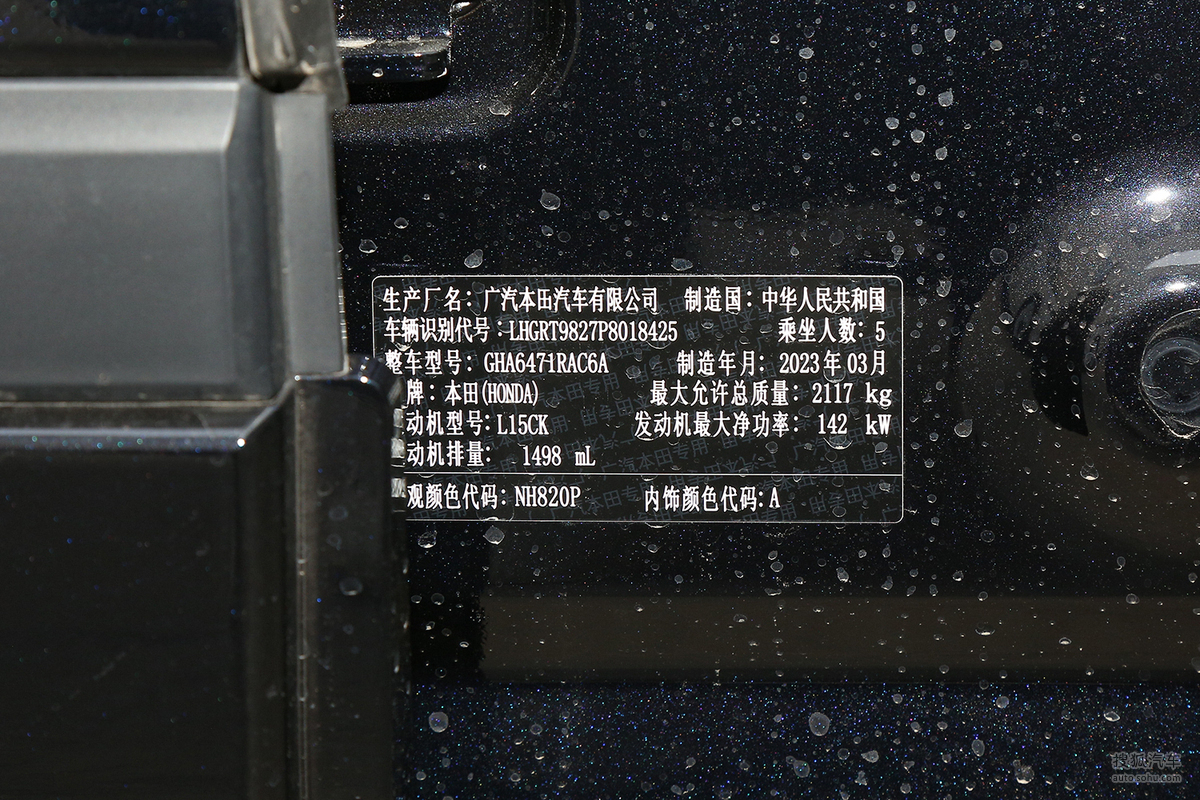 生产厂名：广汽本田汽车有限公司 制造国：中华人民共和国
车辆识别代号：LHGRT9827P8018425 乘坐人数：5
整车型号：GHA6471RAC6A 制造年月：2023年03月
牌：本田(HONDA) 最大允许总质量：2117 kg
动机型号：L15CK 发动机最大净功率：142 kW
动机排量：1498 mL
观颜色代码：NH820P 内饰颜色代码：A
搜狐汽车
auto.sohu.com